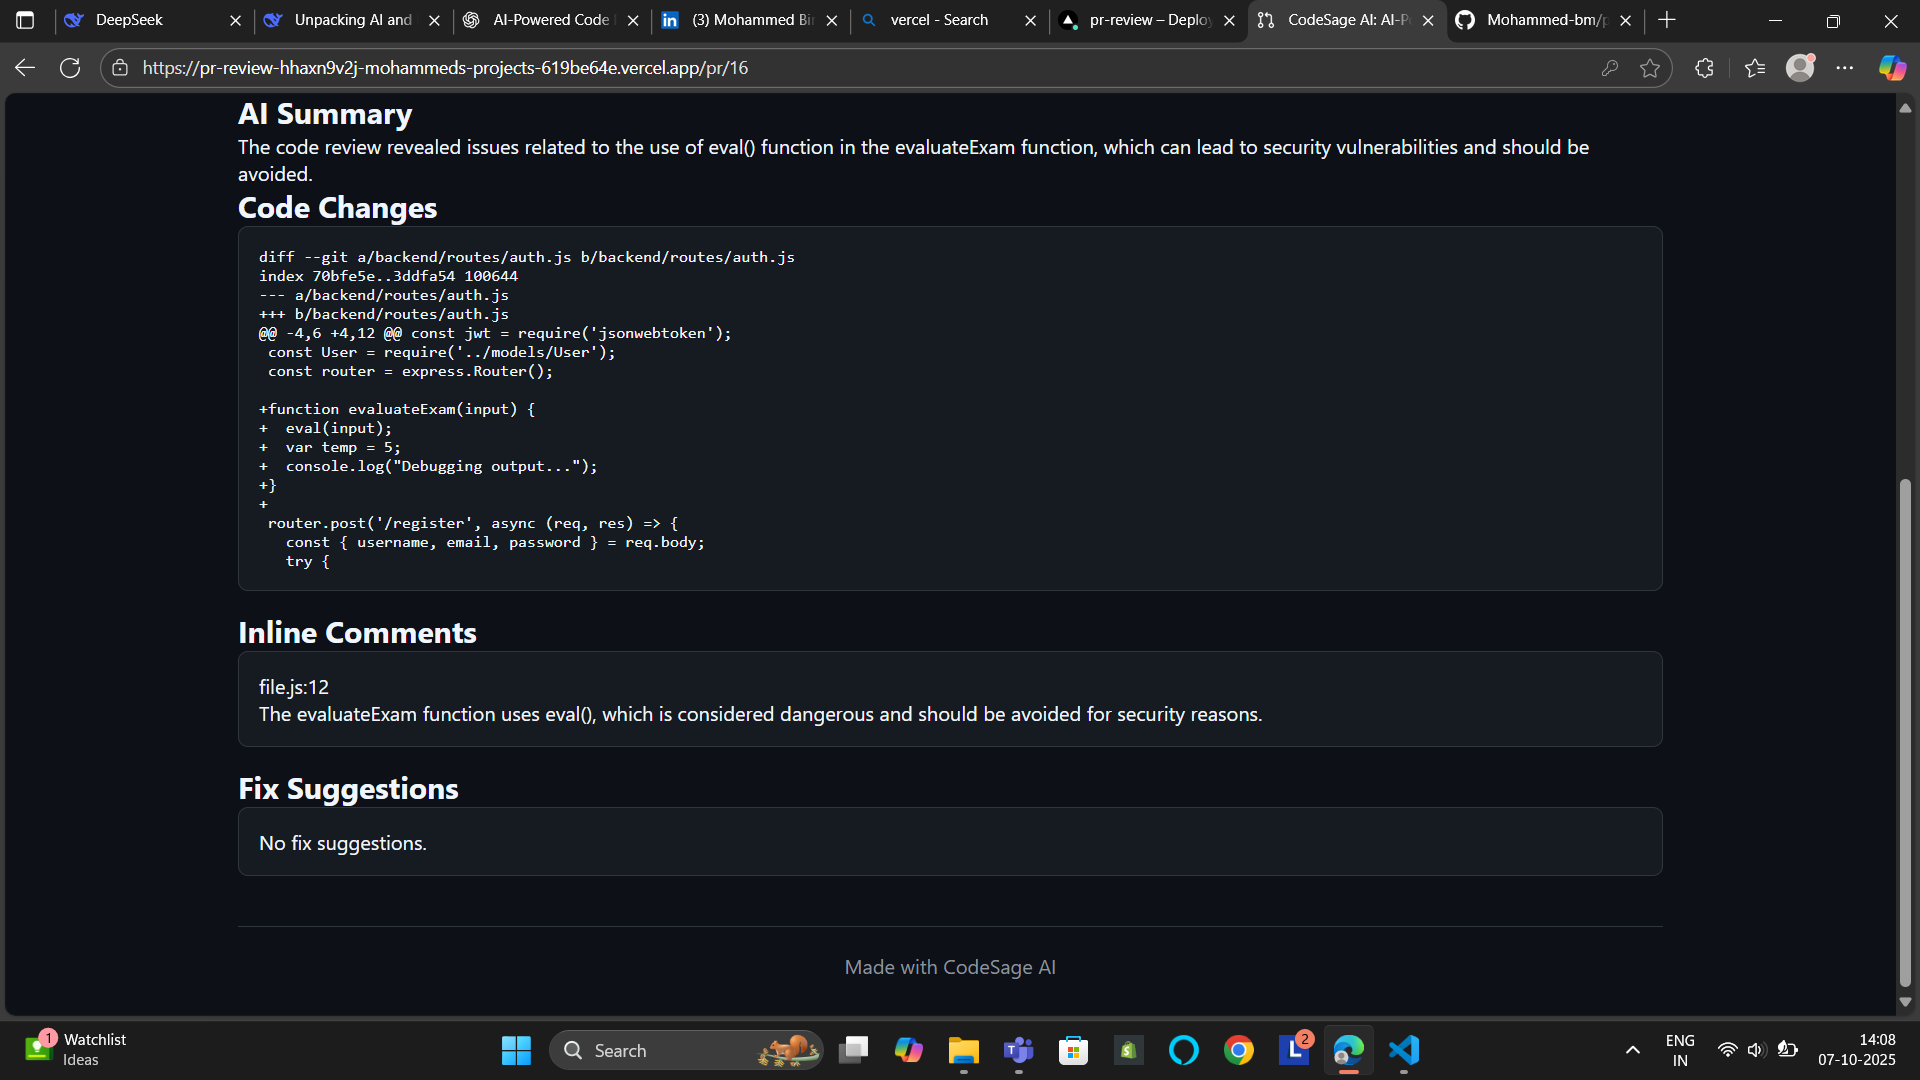 DeepSeek
Unpacking AI and
AI-Powered Code
(3) Mohammed Bin
vercel - Search
pr-review – Deploy
CodeSage AI: AI-P
Mohammed-bm/p
https://pr-review-hhaxn9v2j-mohammeds-projects-619be64e.vercel.app/pr/16
AI Summary
The code review revealed issues related to the use of eval() function in the evaluateExam function, which can lead to security vulnerabilities and should be
avoided.
Code Changes
diff --git a/backend/routes/auth.js b/backend/routes/auth.js
index 70bfe5e..3ddfa54 100644
--- a/backend/routes/auth.js
+++ b/backend/routes/auth.js
@@ -4,6 +4,12 @@ const jwt = require('jsonwebtoken');
 const User = require('../models/User');
 const router = express.Router();
+function evaluateExam(input) {
+  eval(input);
+  var temp = 5;
+  console.log("Debugging output...");
+}
+
 router.post('/register', async (req, res) => {
   const { username, email, password } = req.body;
   try {
Inline Comments
file.js:12
The evaluateExam function uses eval(), which is considered dangerous and should be avoided for security reasons.
Fix Suggestions
No fix suggestions.
Made with CodeSage AI
1
Watchlist
Ideas
Search
2
ENG
IN
14:08
07-10-2025